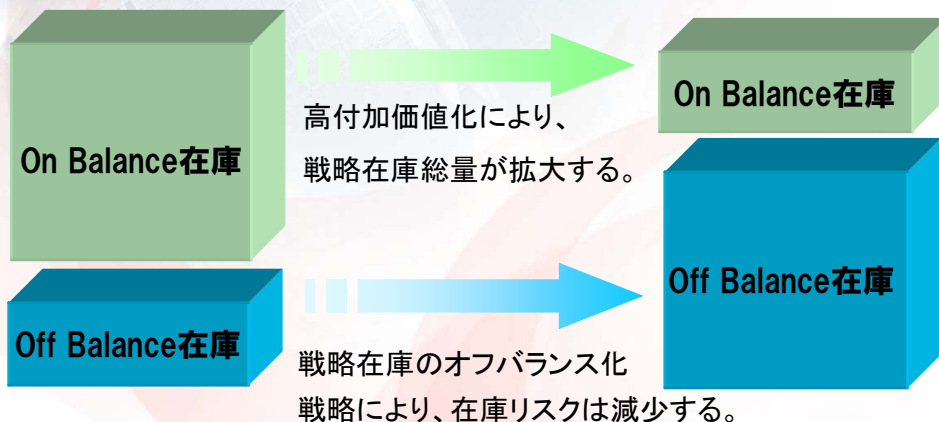 On Balance在庫
高付加価値化により、
戦略在庫総量が拡大する。
On Balance在庫
Off Balance在庫
戦略在庫のオフバランス化
戦略により、在庫リスクは減少する。
Off Balance在庫